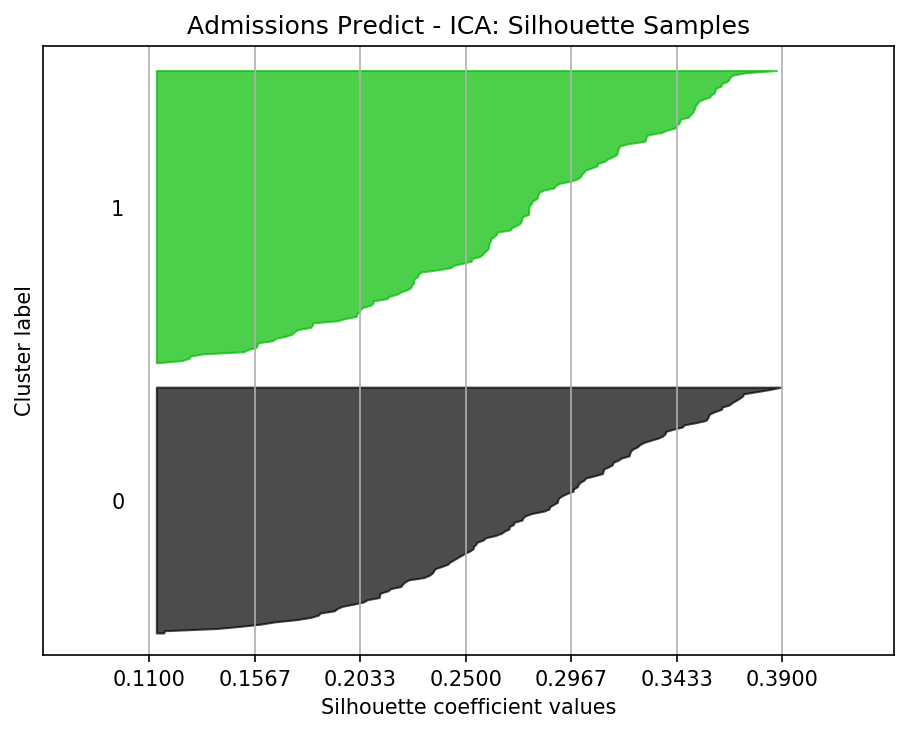 Admissions Predict - ICA: Silhouette Samples
1
Cluster label
0
0.1100 0.1567 0.2033 0.2500 0.2967 0.3433 0.3900
Silhouette coefficient values